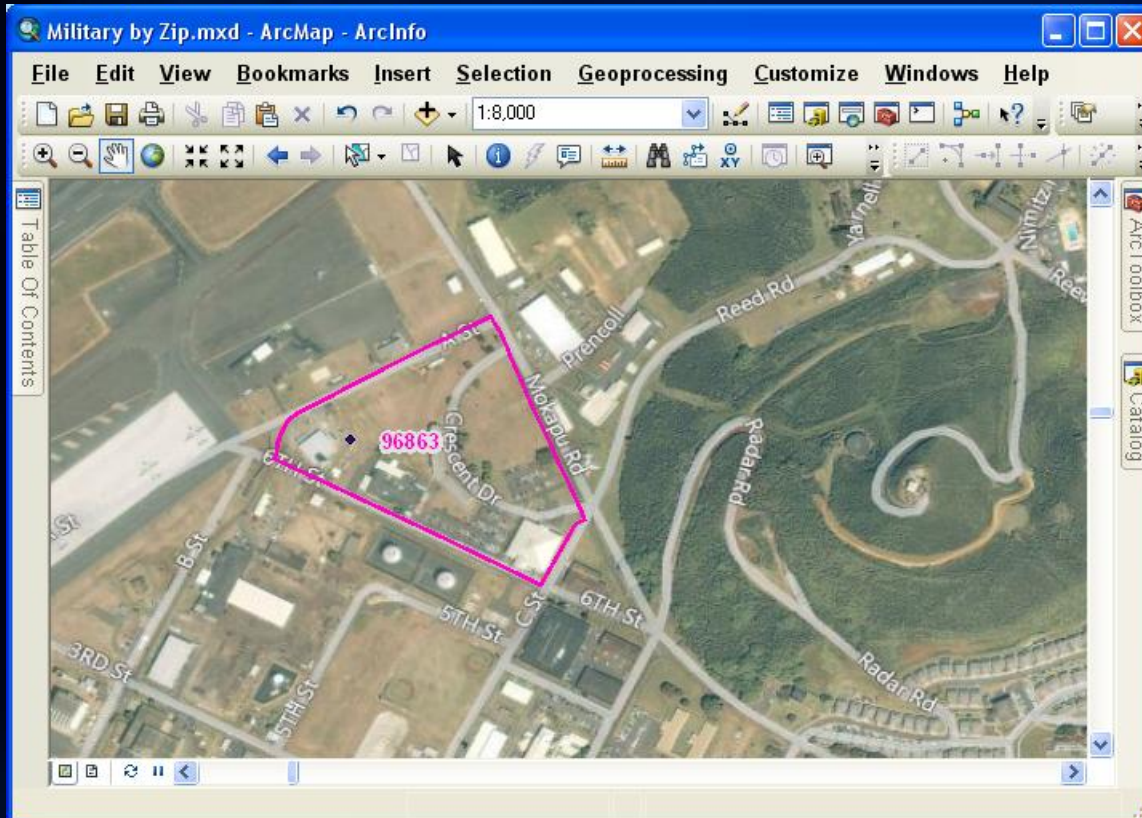 Military by Zip.mxd - ArcMap - ArcInfo
File Edit View Bookmarks Insert Selection Geoprocessing Customize Windows Help
1:8,000
XY
Table Of Contents
ArcToolbox
Catalog
Yarnell
Nimitz
Reed Rd
A St
Prencoll
Mokapu Rd
Crescent Dr
96863
Radar Rd
6TH St
B St
5TH St
C St
6TH St
3RD St
5TH St
Radar Rd